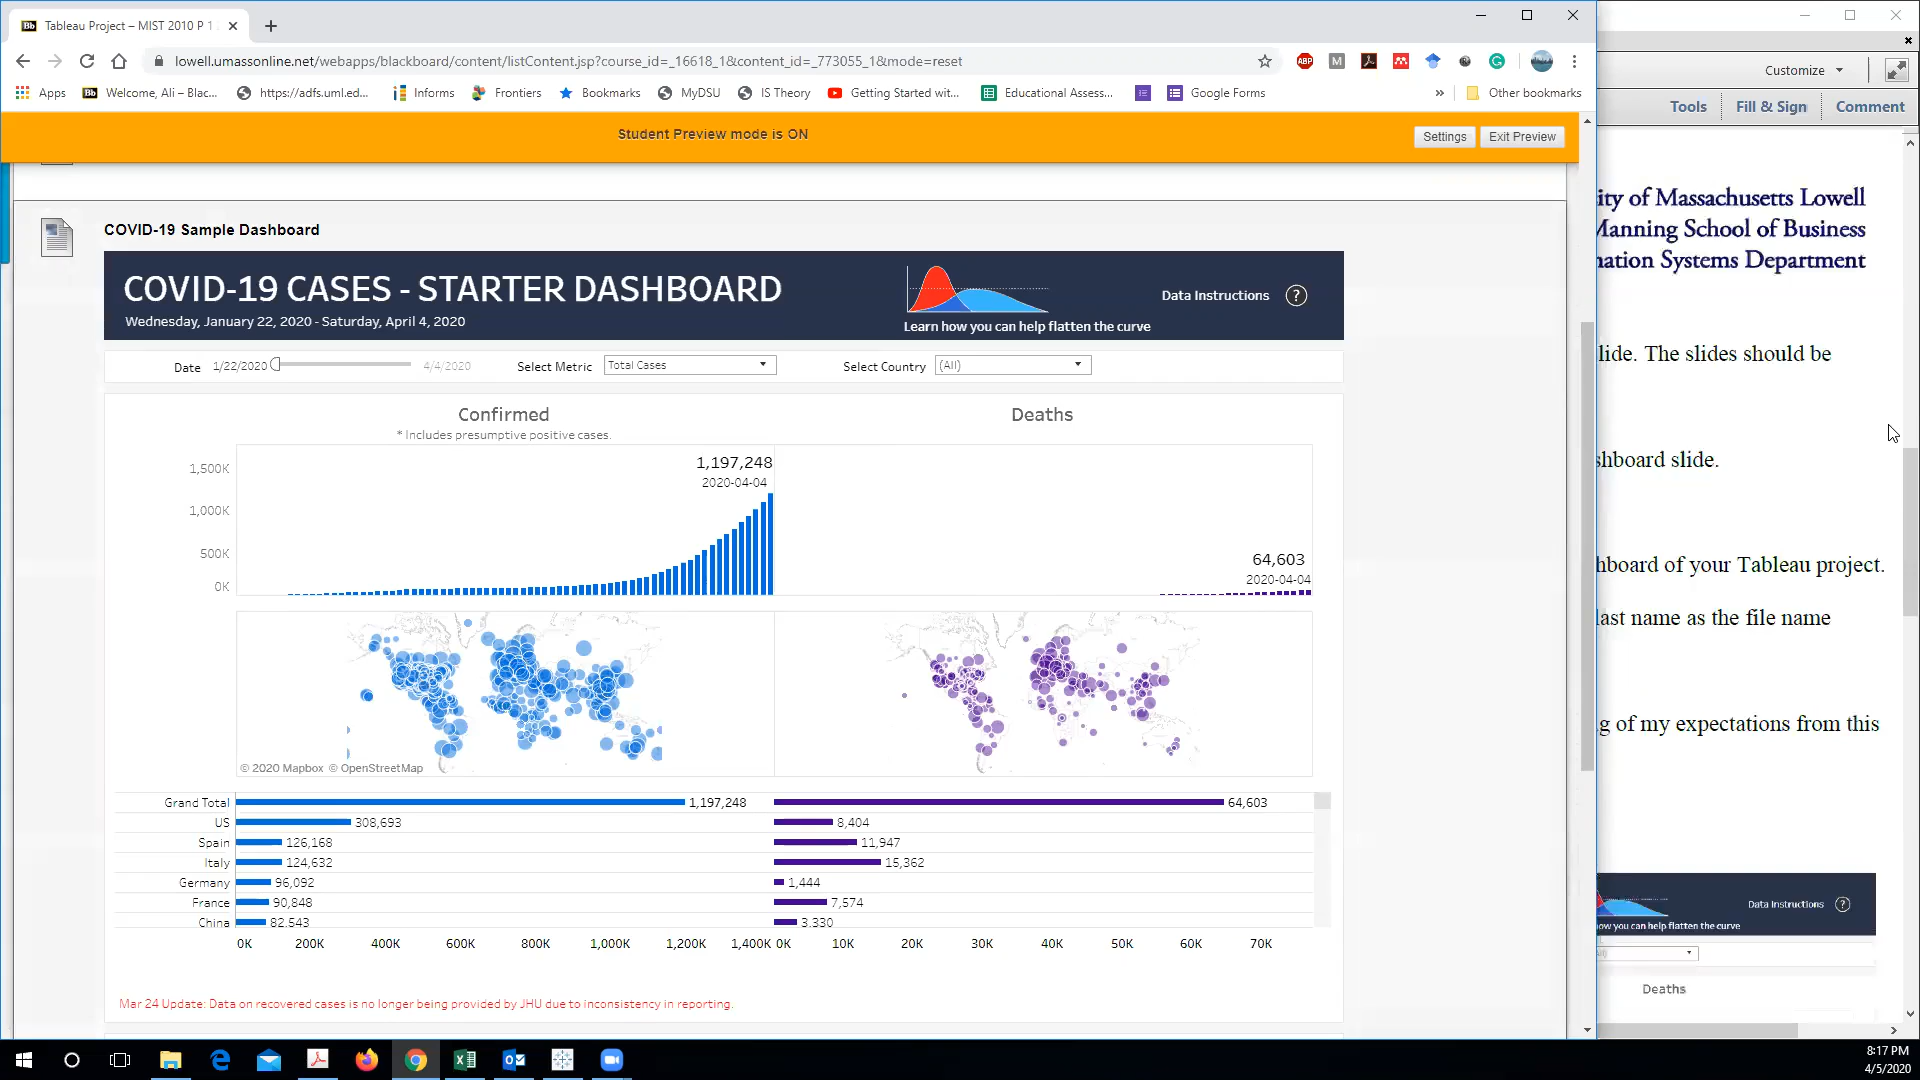 Tableau Project – MIST 2010 P 1
lowell.umassonline.net/webapps/blackboard/content/listContent.jsp?course_id=_16618_1&content_id=_773055_1&mode=reset
Apps
Welcome, Ali – Blac...
https://adfs.uml.ed...
Informs
Frontiers
Bookmarks
MyDSU
IS Theory
Getting Started wit...
Educational Assess...
Google Forms
»
Other bookmarks
Student Preview mode is ON
Settings
Exit Preview
COVID-19 Sample Dashboard
COVID-19 CASES - STARTER DASHBOARD
Wednesday, January 22, 2020 - Saturday, April 4, 2020
Learn how you can help flatten the curve
Data Instructions ?
Date 1/22/2020 4/4/2020
Select Metric Total Cases
Select Country (All)
Confirmed
* Includes presumptive positive cases.
Deaths
1,500K
1,000K
500K
0K
1,197,248
2020-04-04
64,603
2020-04-04
© 2020 Mapbox © OpenStreetMap
Grand Total 1,197,248 64,603
US 308,693 8,404
Spain 126,168 11,947
Italy 124,632 15,362
Germany 96,092 1,444
France 90,848 7,574
China 82,543 3,330
0K 200K 400K 600K 800K 1,000K 1,200K 1,400K 0K 10K 20K 30K 40K 50K 60K 70K
Mar 24 Update: Data on recovered cases is no longer being provided by JHU due to inconsistency in reporting.
Customize
Tools
Fill & Sign
Comment
ity of Massachusetts Lowell
Manning School of Business
nation Systems Department
lide. The slides should be
shboard slide.
hboard of your Tableau project.
last name as the file name
g of my expectations from this
Data Instructions ?
ow you can help flatten the curve
Deaths
8:17 PM
4/5/2020